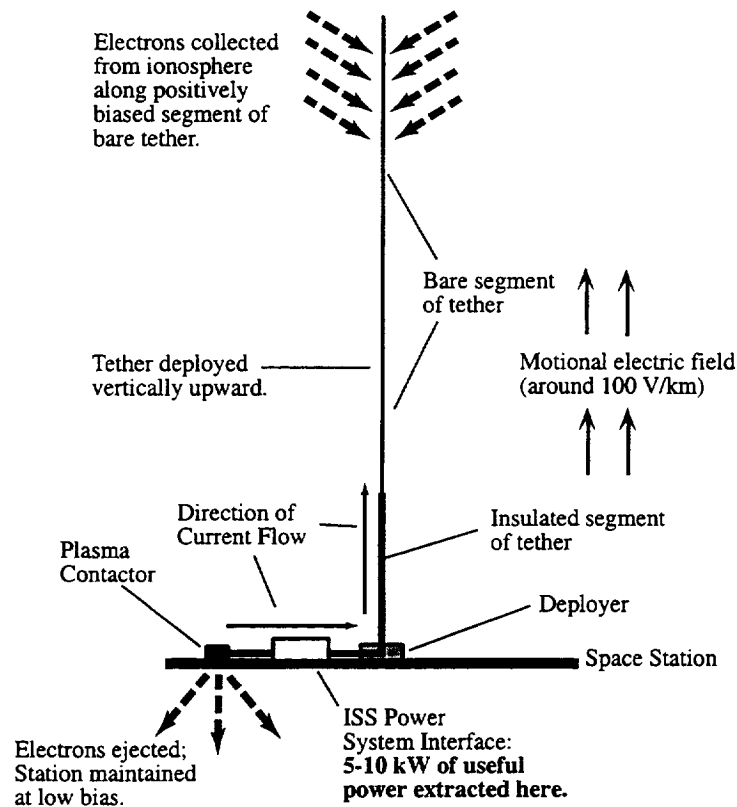 Electrons collected
from ionosphere
along positively
biased segment of
bare tether.
Bare segment
of tether
Tether deployed
vertically upward.
Motional electric field
(around 100 V/km)
Direction of
Current Flow
Insulated segment
of tether
Plasma
Contactor
Deployer
Space Station
ISS Power
System Interface:
5-10 kW of useful
power extracted here.
Electrons ejected;
Station maintained
at low bias.